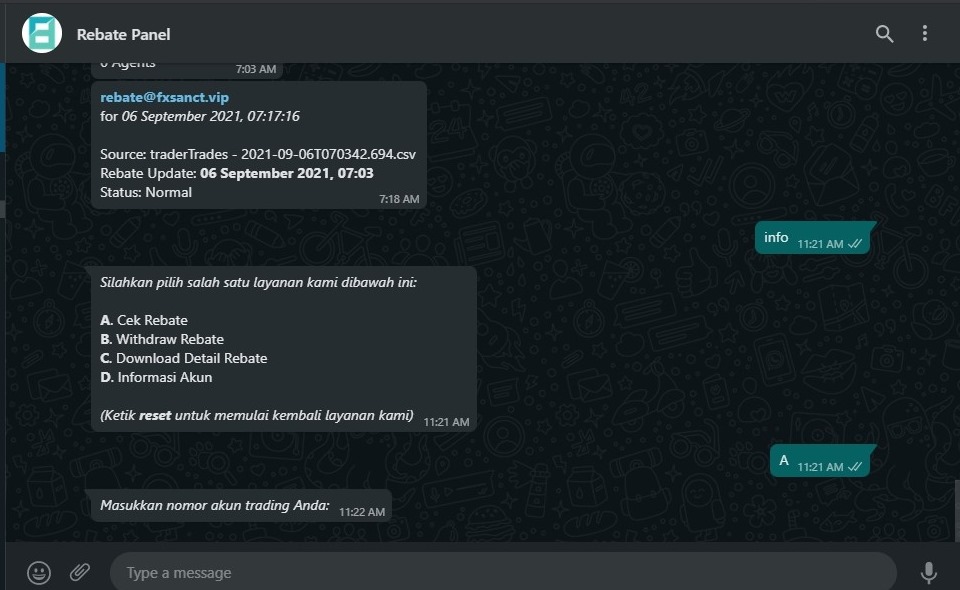 Rebate Panel
0 Agents
7:03 AM
rebate@fxsanct.vip
for 06 September 2021, 07:17:16
Source: traderTrades - 2021-09-06T070342.694.csv
Rebate Update: 06 September 2021, 07:03
Status: Normal
7:18 AM
info 11:21 AM
Silahkan pilih salah satu layanan kami dibawah ini:
A. Cek Rebate
B. Withdraw Rebate
C. Download Detail Rebate
D. Informasi Akun
(Ketik reset untuk memulai kembali layanan kami) 11:21 AM
A 11:21 AM
Masukkan nomor akun trading Anda: 11:22 AM
Type a message